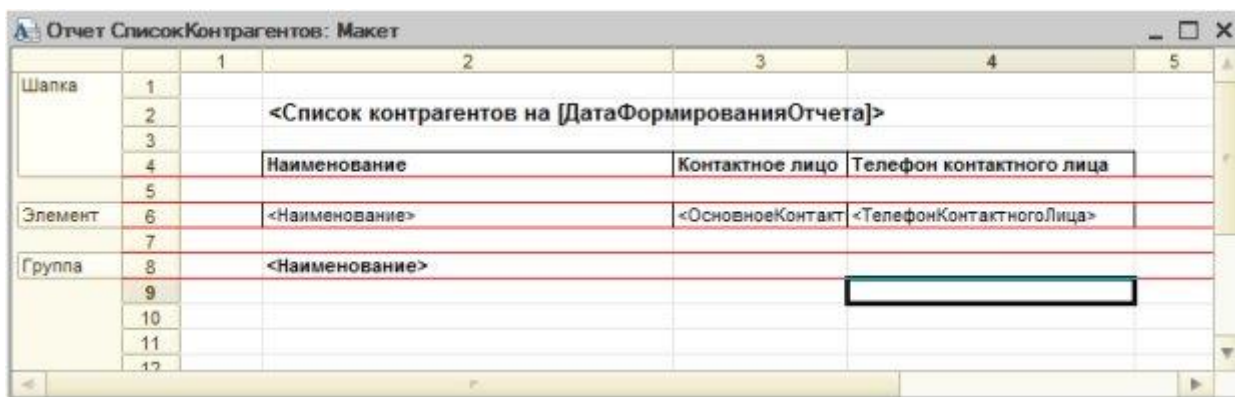 Отчет СписокКонтрагентов: Макет
1 2 3 4 5
Шапка 1
2 <Список контрагентов на [ДатаФормированияОтчета]>
3
4 Наименование Контактное лицо Телефон контактного лица
5
Элемент 6 <Наименование> <ОсновноеКонтакт <ТелефонКонтактногоЛица>
7
Группа 8 <Наименование>
9
10
11
12